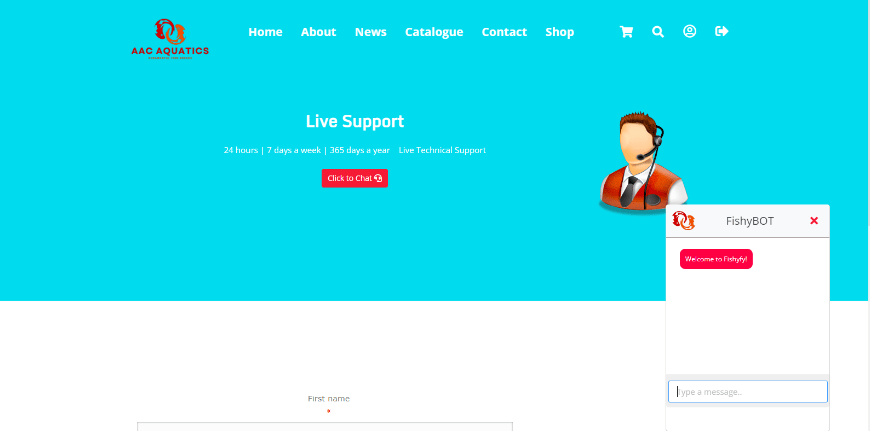 Home About News Catalogue Contact Shop
AAC AQUATICS
Live Support
24 hours | 7 days a week | 365 days a year Live Technical Support
Click to Chat
FishyBOT
Welcome to Fishyfy!
Type a message..
First name
*